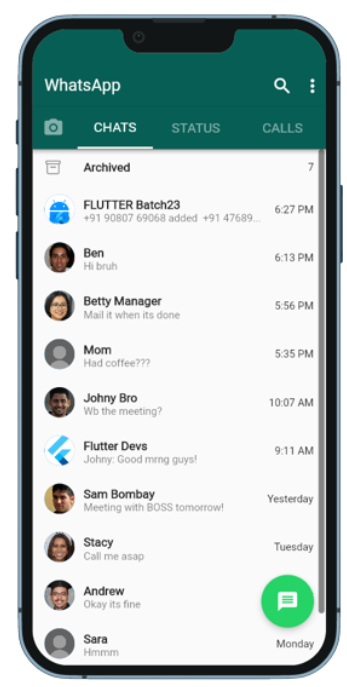 WhatsApp
CHATS STATUS CALLS
Archived 7
FLUTTER Batch23 6:27 PM
+91 90807 69068 added +91 47689...
Ben 6:13 PM
Hi bruh
Betty Manager 5:56 PM
Mail it when its done
Mom 5:35 PM
Had coffee???
Johny Bro 10:07 AM
Wb the meeting?
Flutter Devs 9:11 AM
Johny: Good mrng guys!
Sam Bombay Yesterday
Meeting with BOSS tomorrow!
Stacy Tuesday
Call me asap
Andrew
Okay its fine
Sara Monday
Hmmm